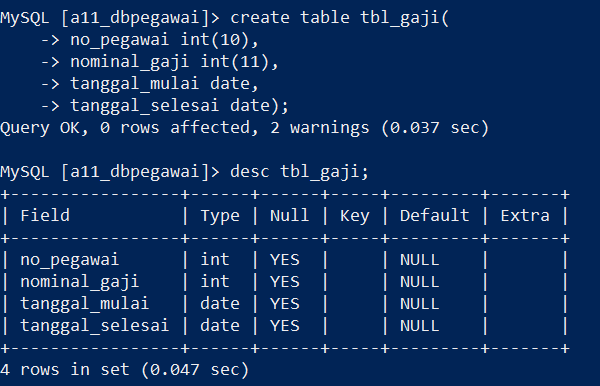 MySQL [a11_dbpegawai]> create table tbl_gaji(
    -> no_pegawai int(10),
    -> nominal_gaji int(11),
    -> tanggal_mulai date,
    -> tanggal_selesai date);
Query OK, 0 rows affected, 2 warnings (0.037 sec)

MySQL [a11_dbpegawai]> desc tbl_gaji;
+-----------------+------+------+-----+---------+-------+
| Field           | Type | Null | Key | Default | Extra |
+-----------------+------+------+-----+---------+-------+
| no_pegawai      | int  | YES  |     | NULL    |       |
| nominal_gaji    | int  | YES  |     | NULL    |       |
| tanggal_mulai   | date | YES  |     | NULL    |       |
| tanggal_selesai | date | YES  |     | NULL    |       |
+-----------------+------+------+-----+---------+-------+
4 rows in set (0.047 sec)